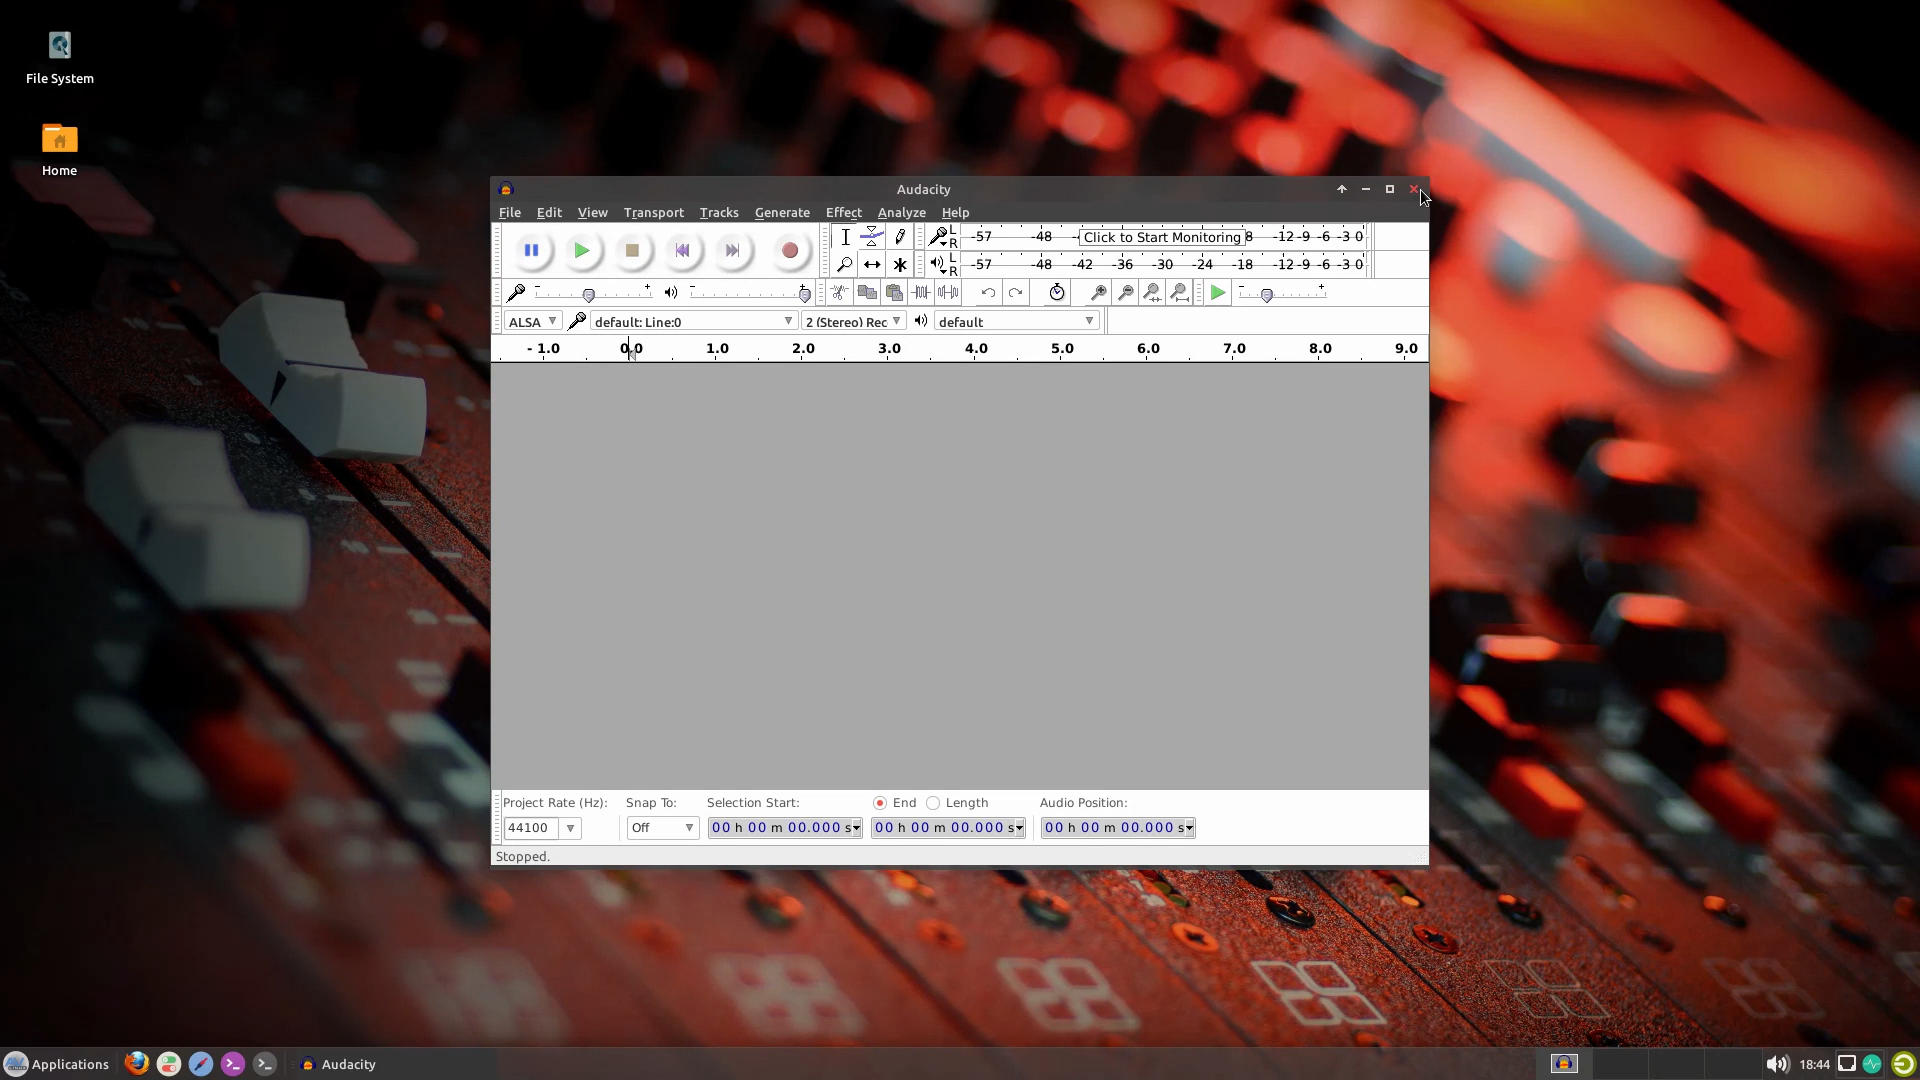 File System
Home
Audacity
File Edit View Transport Tracks Generate Effect Analyze Help
L
R
-57 -48 Click to Start Monitoring 8 -12 -9 -6 -3 0
L
R
-57 -48 -42 -36 -30 -24 -18 -12 -9 -6 -3 0
- + - + - +
ALSA default: Line:0 2 (Stereo) Rec default
- 1.0 0.0 1.0 2.0 3.0 4.0 5.0 6.0 7.0 8.0 9.0
Project Rate (Hz): Snap To: Selection Start: End Length Audio Position:
44100 Off 00 h 00 m 00.000 s 00 h 00 m 00.000 s 00 h 00 m 00.000 s
Stopped.
Applications Audacity 18:44